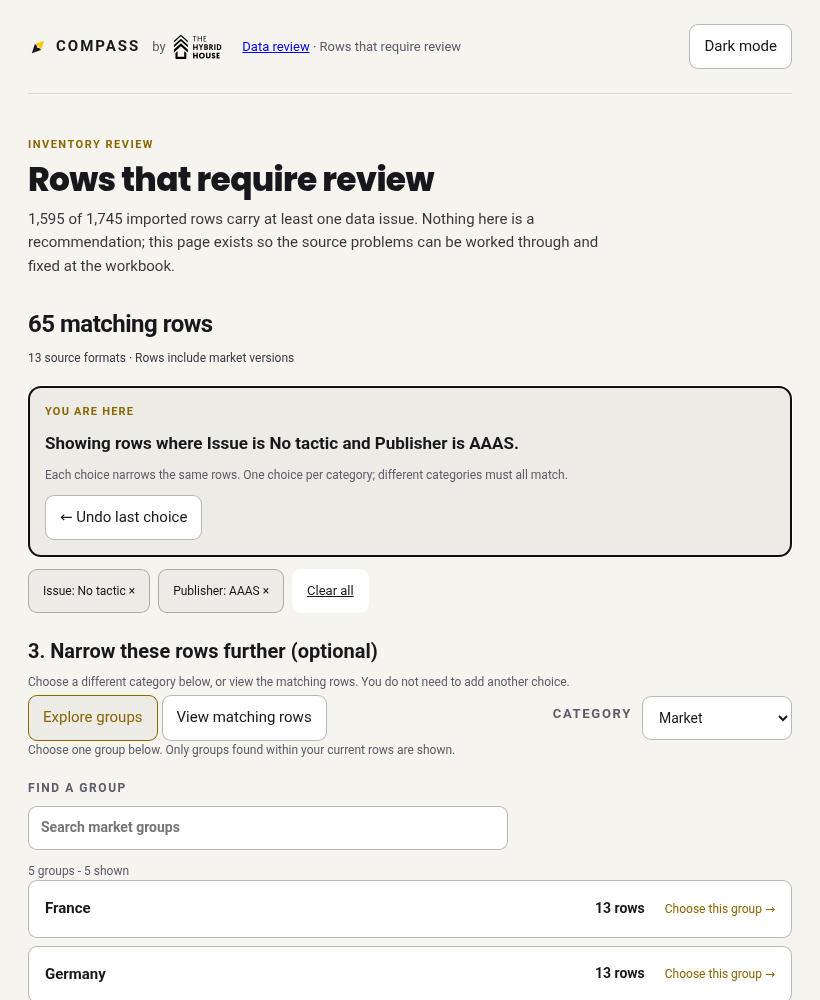 COMPASS by THE HYBRID HOUSE Data review · Rows that require review Dark mode
INVENTORY REVIEW
Rows that require review
1,595 of 1,745 imported rows carry at least one data issue. Nothing here is a
recommendation; this page exists so the source problems can be worked through and
fixed at the workbook.
65 matching rows
13 source formats · Rows include market versions
YOU ARE HERE
Showing rows where Issue is No tactic and Publisher is AAAS.
Each choice narrows the same rows. One choice per category; different categories must all match.
← Undo last choice
Issue: No tactic × Publisher: AAAS × Clear all
3. Narrow these rows further (optional)
Choose a different category below, or view the matching rows. You do not need to add another choice.
Explore groups View matching rows CATEGORY Market
Choose one group below. Only groups found within your current rows are shown.
FIND A GROUP
Search market groups
5 groups - 5 shown
France 13 rows Choose this group →
Germany 13 rows Choose this group →